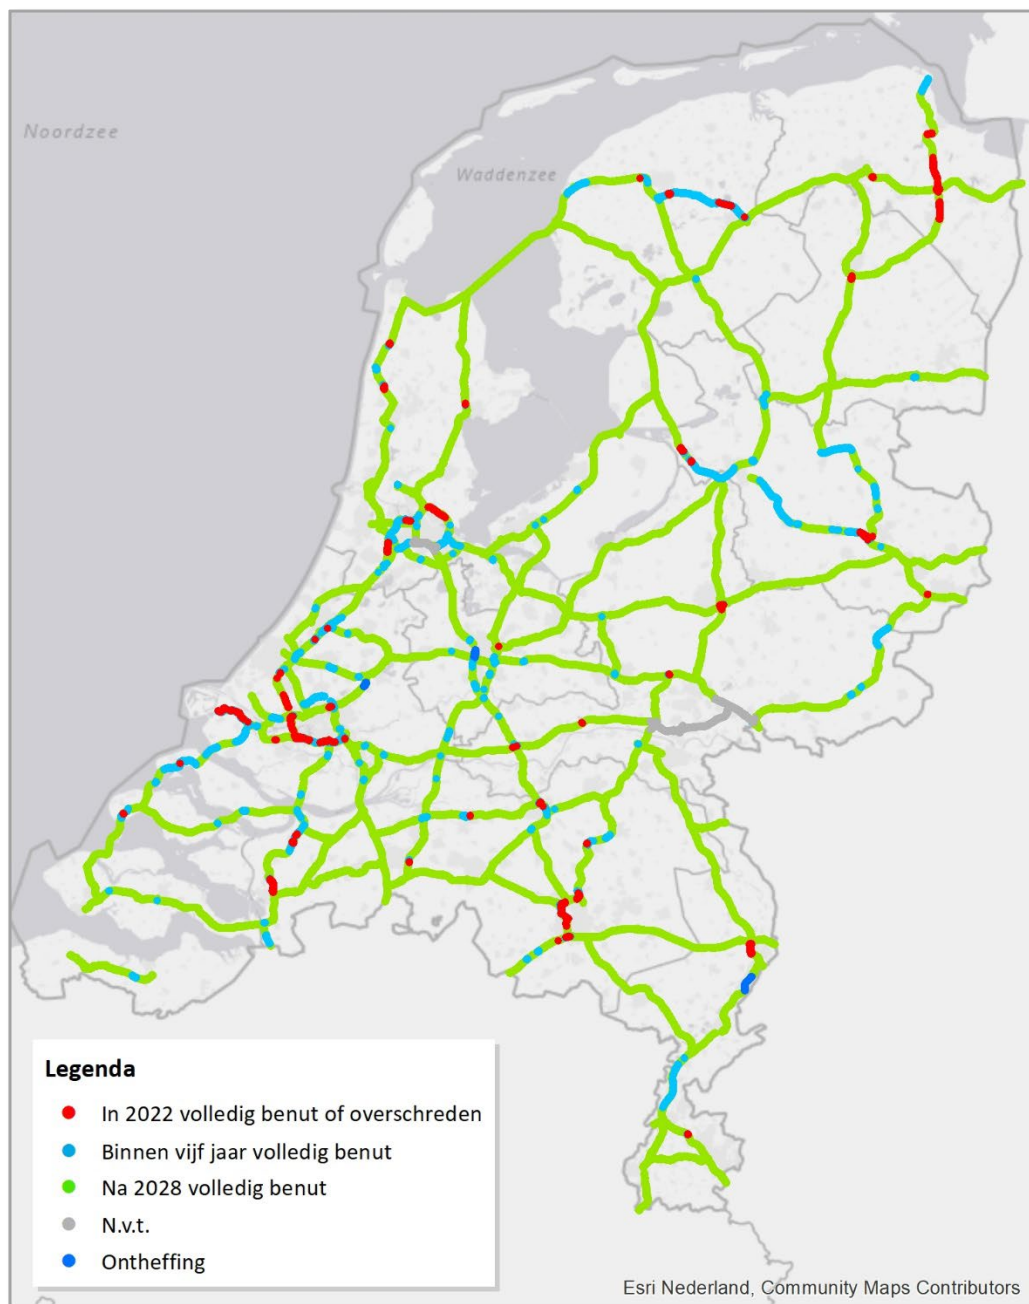 Noordzee
Waddenzee
Legenda
In 2022 volledig benut of overschreden
Binnen vijf jaar volledig benut
Na 2028 volledig benut
N.v.t.
Ontheffing
Esri Nederland, Community Maps Contributors